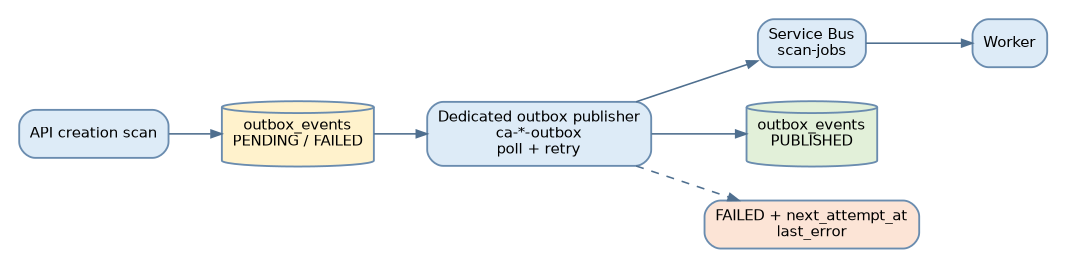 API creation scan
outbox_events
PENDING / FAILED
Dedicated outbox publisher
ca-*-outbox
poll + retry
Service Bus
scan-jobs
Worker
outbox_events
PUBLISHED
FAILED + next_attempt_at
last_error